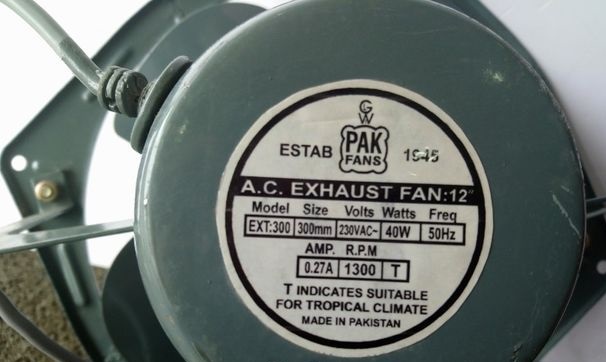 GW
ESTAB PAK FANS 1945
A.C. EXHAUST FAN:12"
Model Size Volts Watts Freq
EXT:300 300mm 230VAC~ 40W 50Hz
AMP. R.P.M
0.27A 1300 T
T INDICATES SUITABLE
FOR TROPICAL CLIMATE
MADE IN PAKISTAN